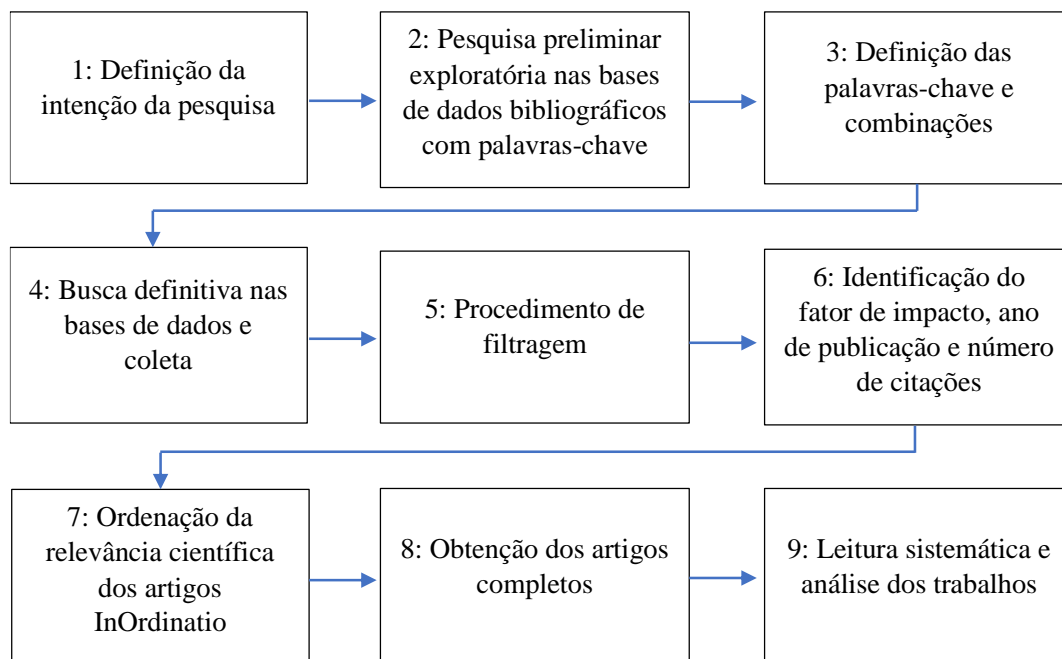 1: Definição da
intenção da pesquisa
2: Pesquisa preliminar
exploratória nas bases
de dados bibliográficos
com palavras-chave
3: Definição das
palavras-chave e
combinações
4: Busca definitiva nas
bases de dados e
coleta
5: Procedimento de
filtragem
6: Identificação do
fator de impacto, ano
de publicação e número
de citações
7: Ordenação da
relevância científica
dos artigos
InOrdinatio
8: Obtenção dos artigos
completos
9: Leitura sistemática e
análise dos trabalhos